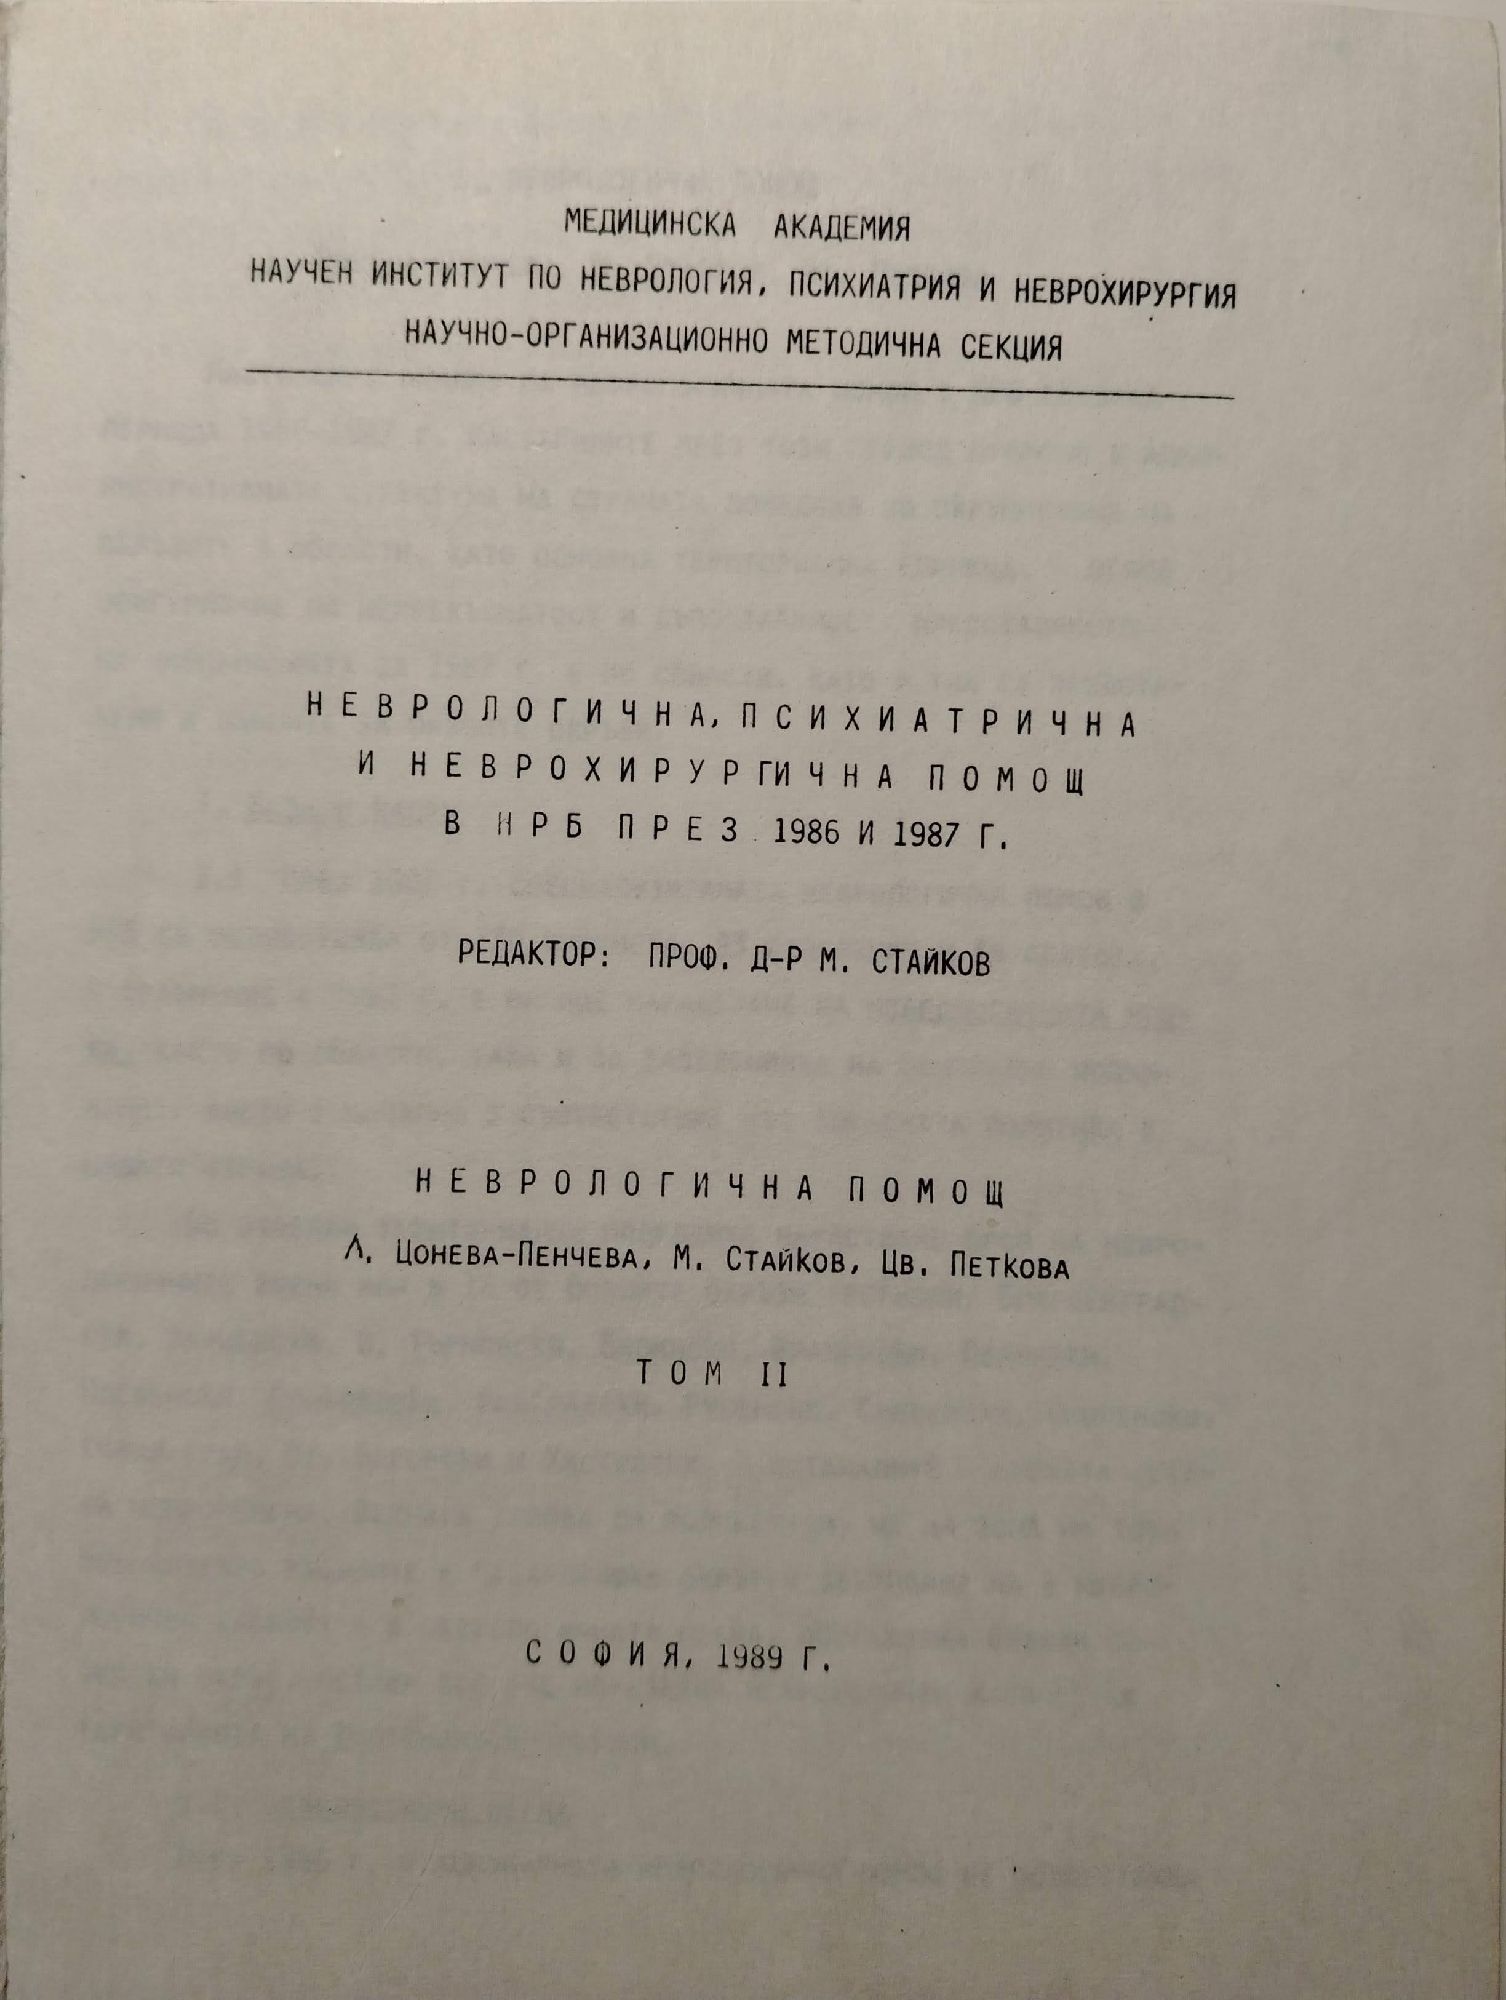 МЕДИЦИНСКА АКАДЕМИЯ
НАУЧЕН ИНСТИТУТ ПО НЕВРОЛОГИЯ, ПСИХИАТРИЯ И НЕВРОХИРУРГИЯ
НАУЧНО-ОРГАНИЗАЦИОННО МЕТОДИЧНА СЕКЦИЯ
НЕВРОЛОГИЧНА, ПСИХИАТРИЧНА
И НЕВРОХИРУРГИЧНА ПОМОЩ
В НРБ ПРЕЗ 1986 И 1987 Г.
РЕДАКТОР: ПРОФ. Д-Р М. СТАЙКОВ
НЕВРОЛОГИЧНА ПОМОЩ
Л. ЦОНЕВА-ПЕНЧЕВА, М. СТАЙКОВ, ЦВ. ПЕТКОВА
ТОМ II
СОФИЯ, 1989 Г.